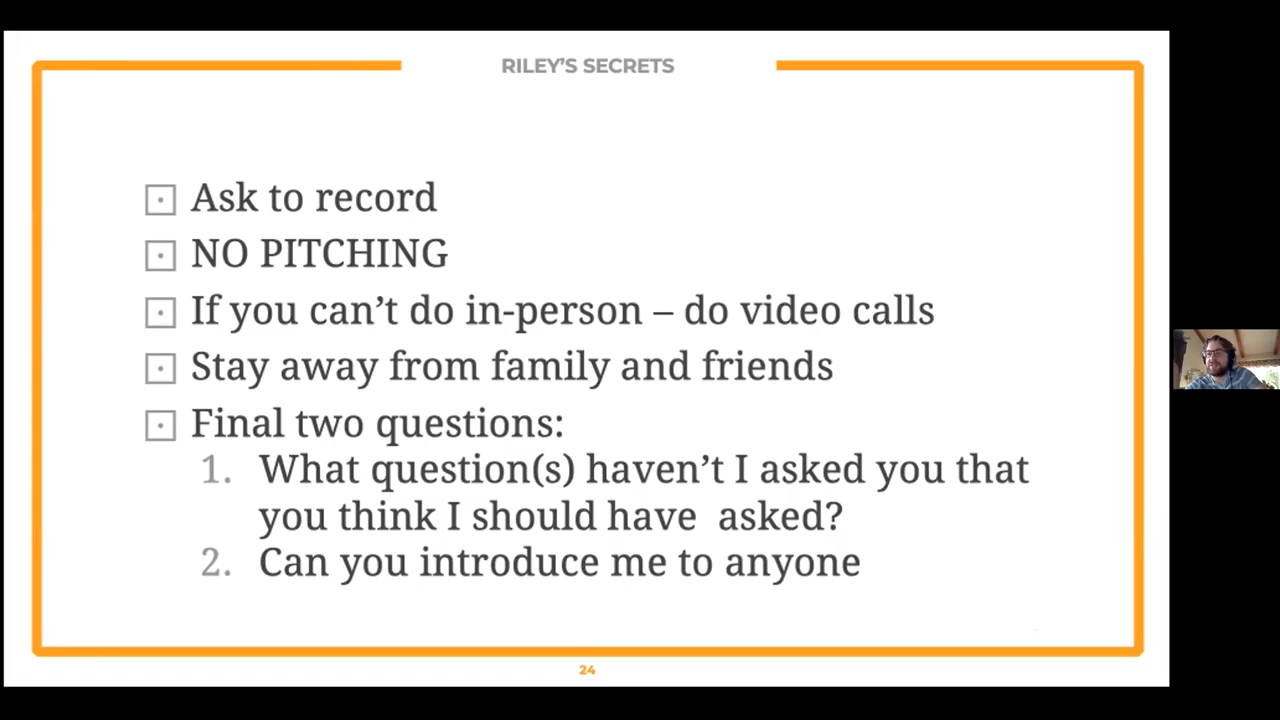 RILEY’S SECRETS
Ask to record
NO PITCHING
If you can’t do in-person – do video calls
Stay away from family and friends
Final two questions:
1. What question(s) haven’t I asked you that
you think I should have  asked?
2. Can you introduce me to anyone
24